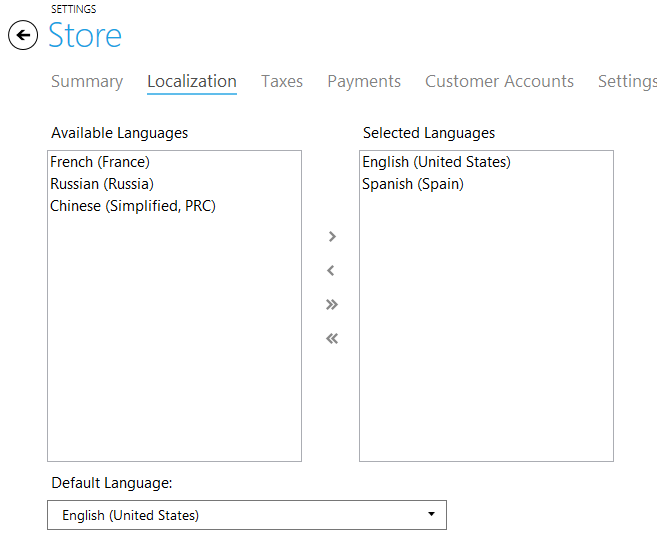 SETTINGS
Store
Summary Localization Taxes Payments Customer Accounts Settings
Available Languages Selected Languages
French (France) English (United States)
Russian (Russia) Spanish (Spain)
Chinese (Simplified, PRC)
Default Language:
English (United States)